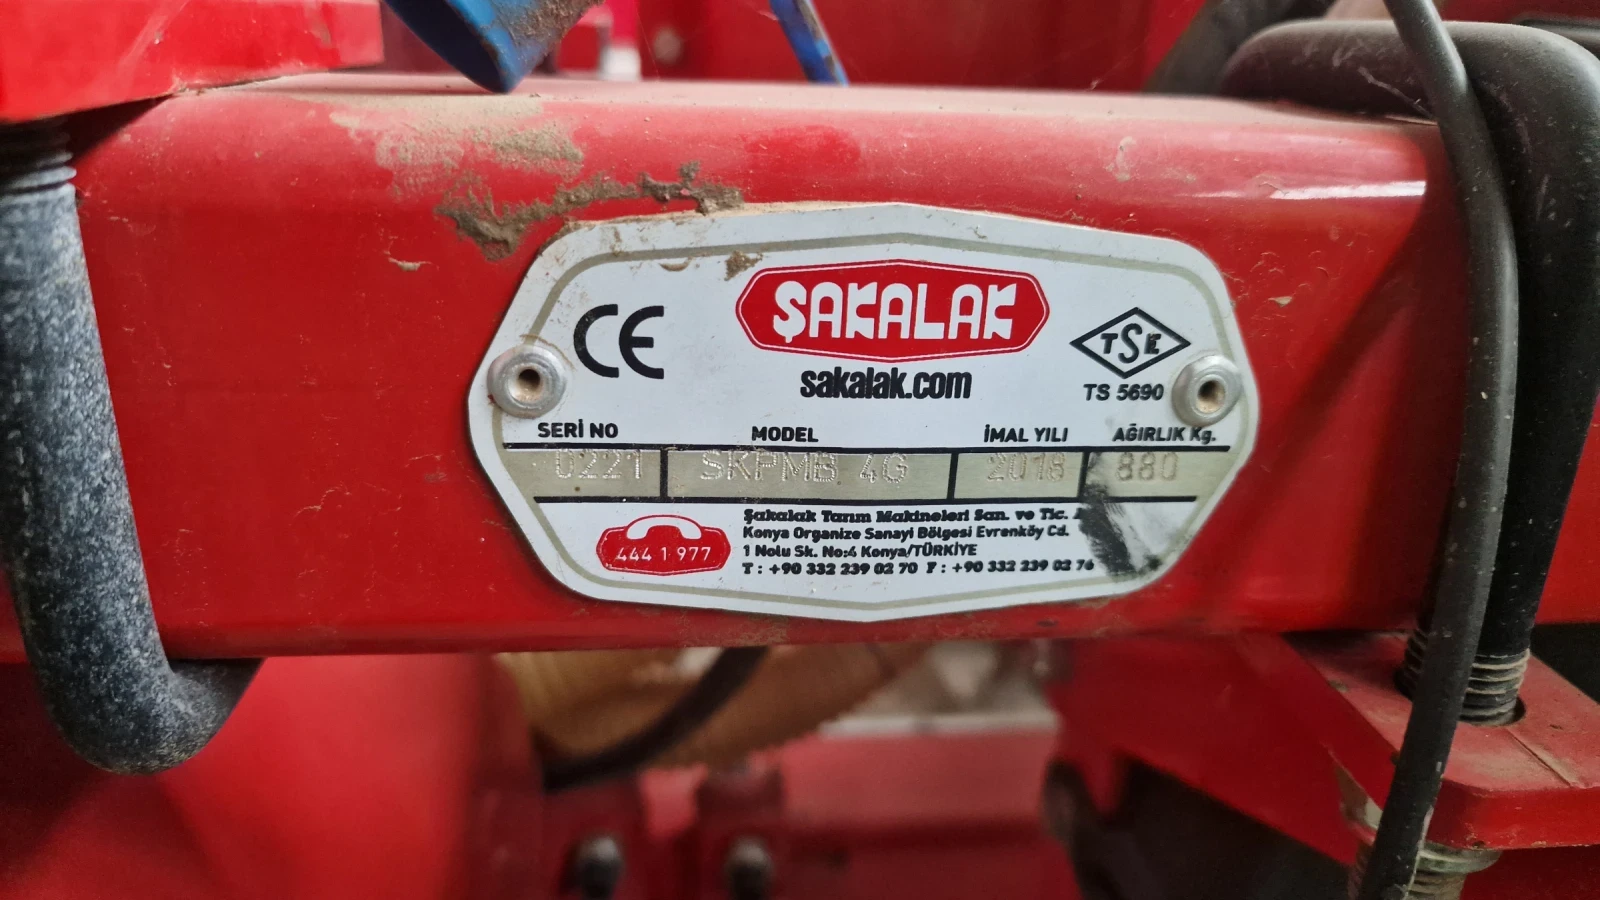 CE
ŞAKALAK
sakalak.com
TSE
TS 5690
SERİ NO MODEL İMAL YILI AĞIRLIK Kg.
0221 SKPMB 4G 2018 880
Şakalak Tarım Makineleri San. ve Tic.
Konya Organize Sanayi Bölgesi Evrenköy Cd.
1 Nolu Sk. No:4 Konya/TÜRKİYE
T : +90 332 239 02 70 F : +90 332 239 02 76
444 1 977